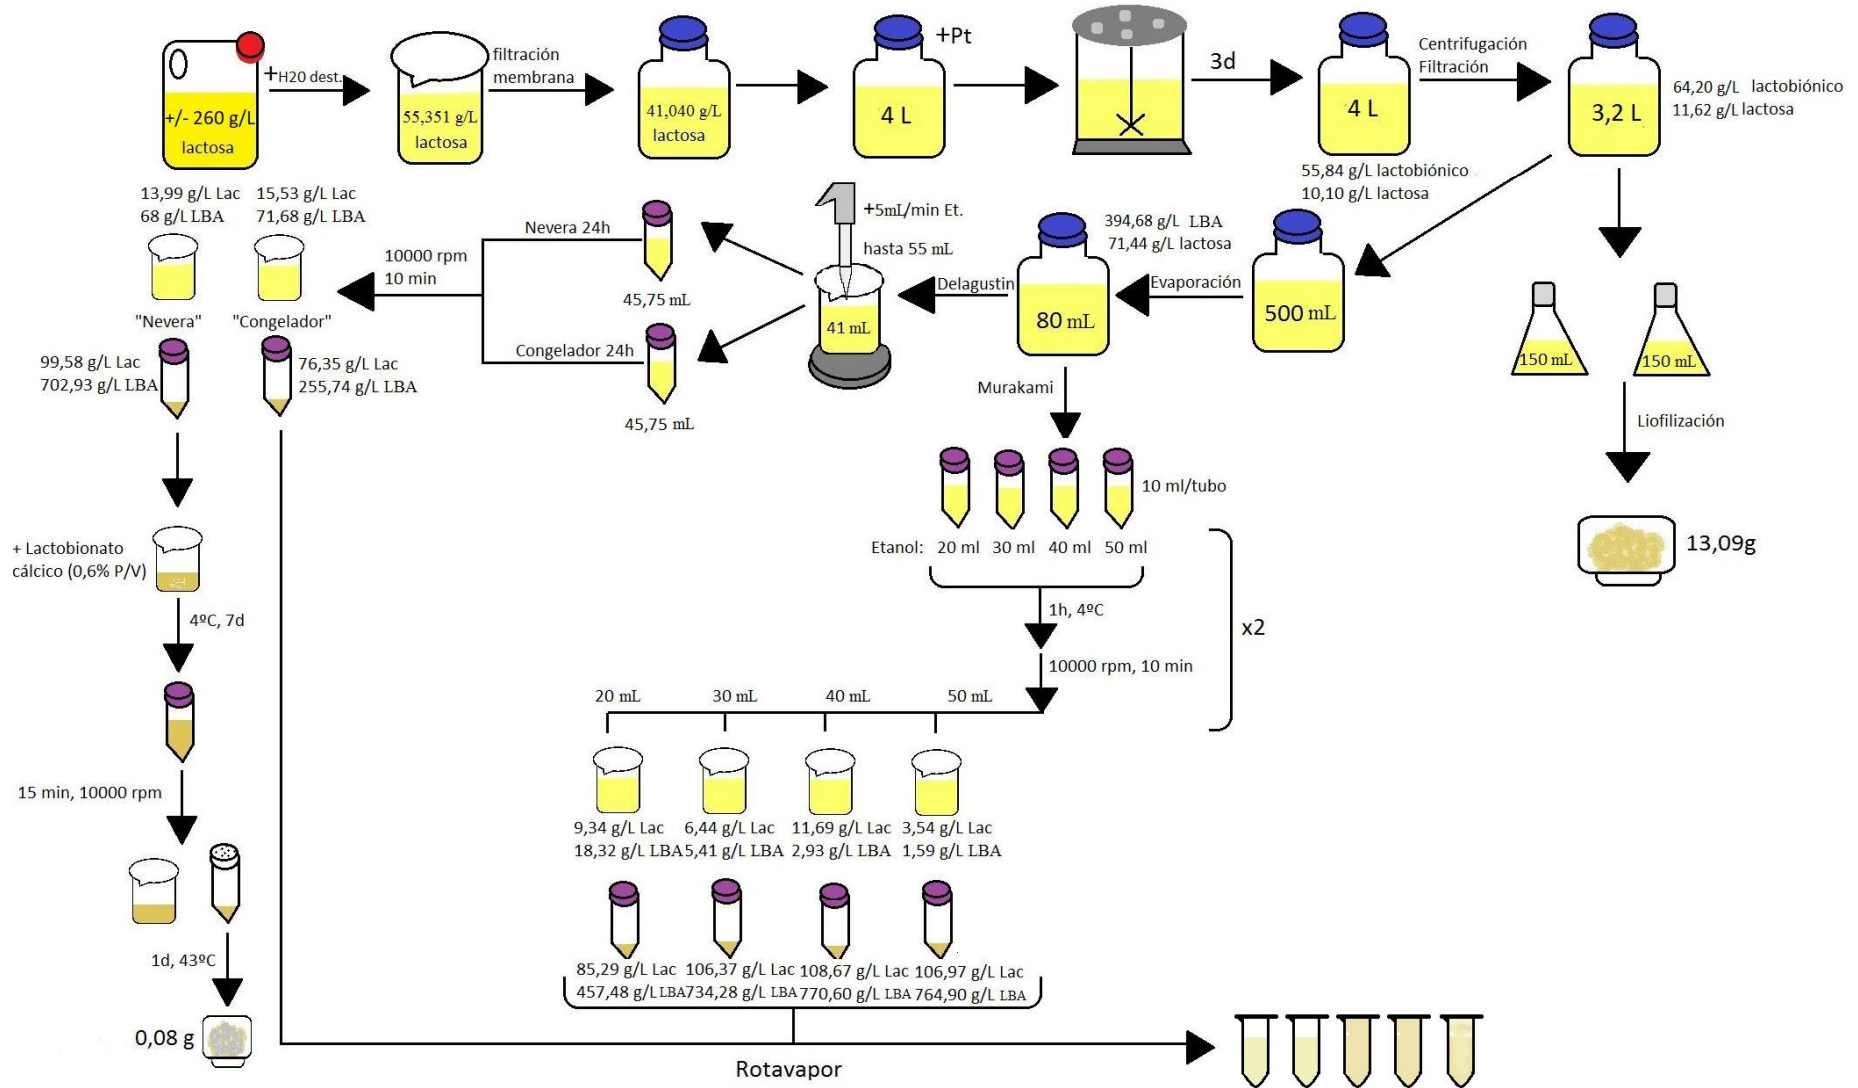 +/- 260 g/L
lactosa
+H20 dest.
55,351 g/L
lactosa
filtración
membrana
41,040 g/L
lactosa
4 L
+Pt
3d
4 L
55,84 g/L lactobiónico
10,10 g/L lactosa
Centrifugación
Filtración
3,2 L
64,20 g/L lactobiónico
11,62 g/L lactosa
150 mL
150 mL
Liofilización
13,09g
500 mL
Evaporación
394,68 g/L LBA
71,44 g/L lactosa
80 mL
Delagustin
+5mL/min Et.
hasta 55 mL
41 mL
Nevera 24h
45,75 mL
Congelador 24h
45,75 mL
10000 rpm
10 min
13,99 g/L Lac
68 g/L LBA
15,53 g/L Lac
71,68 g/L LBA
"Nevera"
"Congelador"
99,58 g/L Lac
702,93 g/L LBA
76,35 g/L Lac
255,74 g/L LBA
+ Lactobionato
cálcico (0,6% P/V)
4ºC, 7d
15 min, 10000 rpm
1d, 43ºC
0,08 g
Murakami
10 ml/tubo
Etanol: 20 ml 30 ml 40 ml 50 ml
1h, 4ºC
10000 rpm, 10 min
x2
20 mL 30 mL 40 mL 50 mL
9,34 g/L Lac 6,44 g/L Lac 11,69 g/L Lac 3,54 g/L Lac
18,32 g/L LBA 5,41 g/L LBA 2,93 g/L LBA 1,59 g/L LBA
85,29 g/L Lac 106,37 g/L Lac 108,67 g/L Lac 106,97 g/L Lac
457,48 g/L LBA 734,28 g/L LBA 770,60 g/L LBA 764,90 g/L LBA
Rotavapor